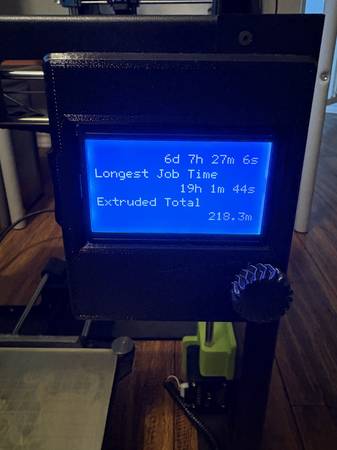 6d 7h 27m 6s
Longest Job Time
19h 1m 44s
Extruded Total
218.3m